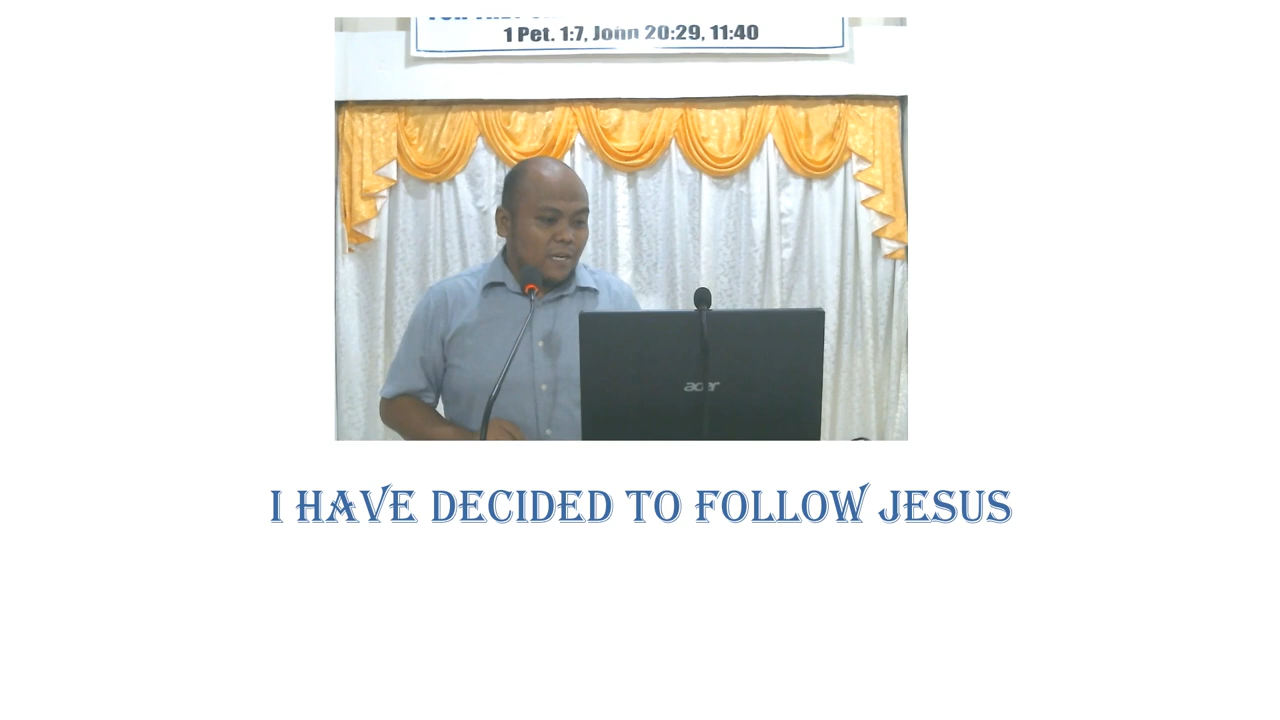 1 Pet. 1:7, John 20:29, 11:40
acer
I HAVE DECIDED TO FOLLOW JESUS